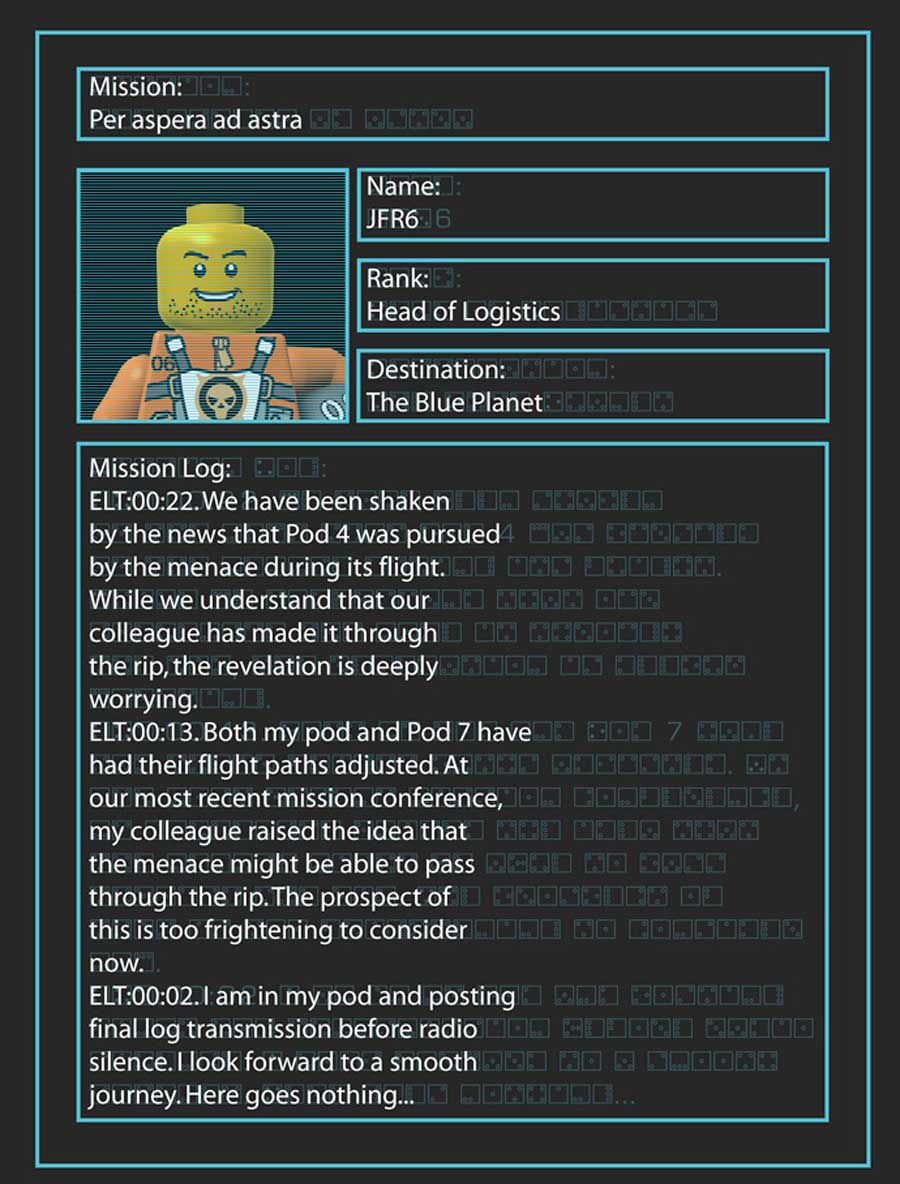 Mission:
Per aspera ad astra
Name:
JFR6
Rank:
Head of Logistics
Destination:
The Blue Planet
06
Mission Log:
ELT:00:22. We have been shaken
by the news that Pod 4 was pursued
by the menace during its flight.
While we understand that our
colleague has made it through
the rip, the revelation is deeply
worrying.
ELT:00:13. Both my pod and Pod 7 have
had their flight paths adjusted. At
our most recent mission conference,
my colleague raised the idea that
the menace might be able to pass
through the rip. The prospect of
this is too frightening to consider
now.
ELT:00:02. I am in my pod and posting
final log transmission before radio
silence. I look forward to a smooth
journey. Here goes nothing...